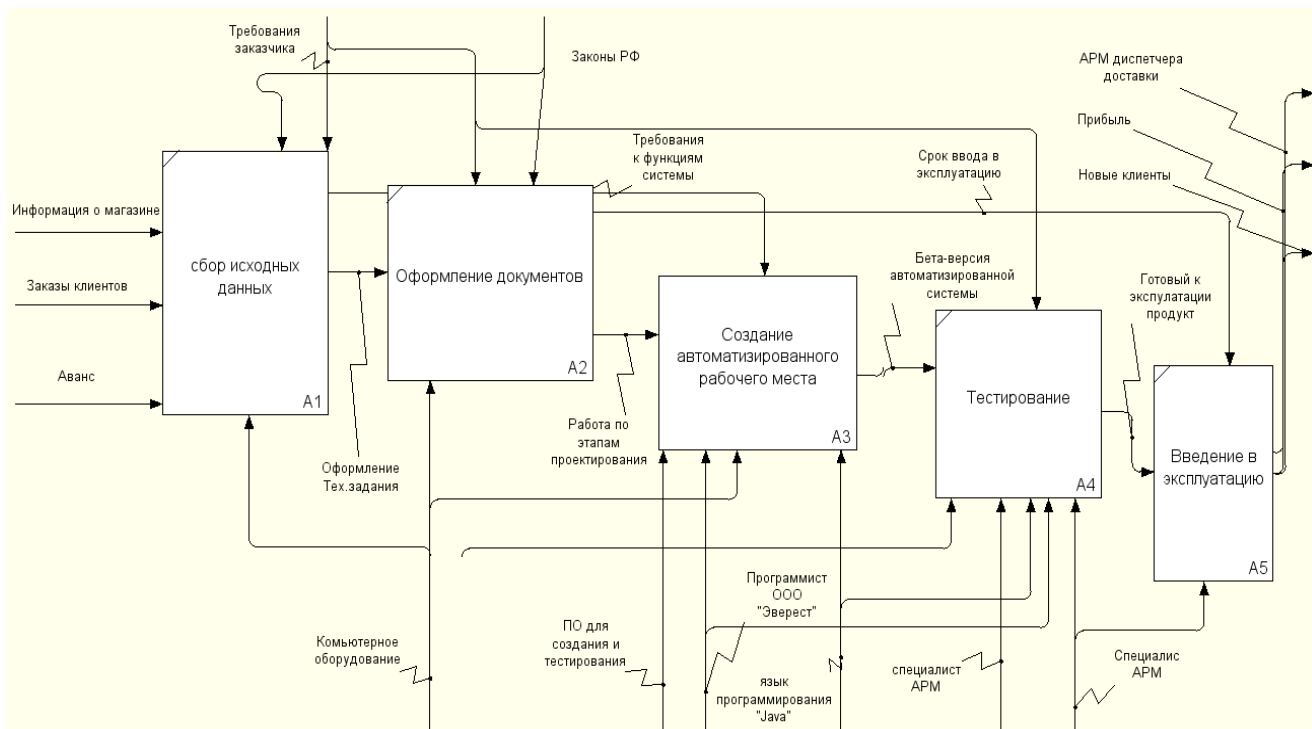 Требования
заказчика
Законы РФ
АРМ диспетчера
доставки
Прибыль
Новые клиенты
Требования
к функциям
системы
Срок ввода в
эксплуатацию
Информация о магазине
Заказы клиентов
Аванс
сбор исходных
данных
A1
Оформление документов
A2
Бета-версия
автоматизированной
системы
Готовый к
экспулатации
продукт
Создание
автоматизированного
рабочего места
A3
Тестирование
A4
Введение в
эксплуатацию
A5
Оформление
Тех.задания
Работа по
этапам
проектирования
Комьютерное
оборудование
ПО для
создания и
тестирования
Программист
ООО
"Эверест"
язык
программирования
"Java"
специалист
АРМ
Специалис
АРМ